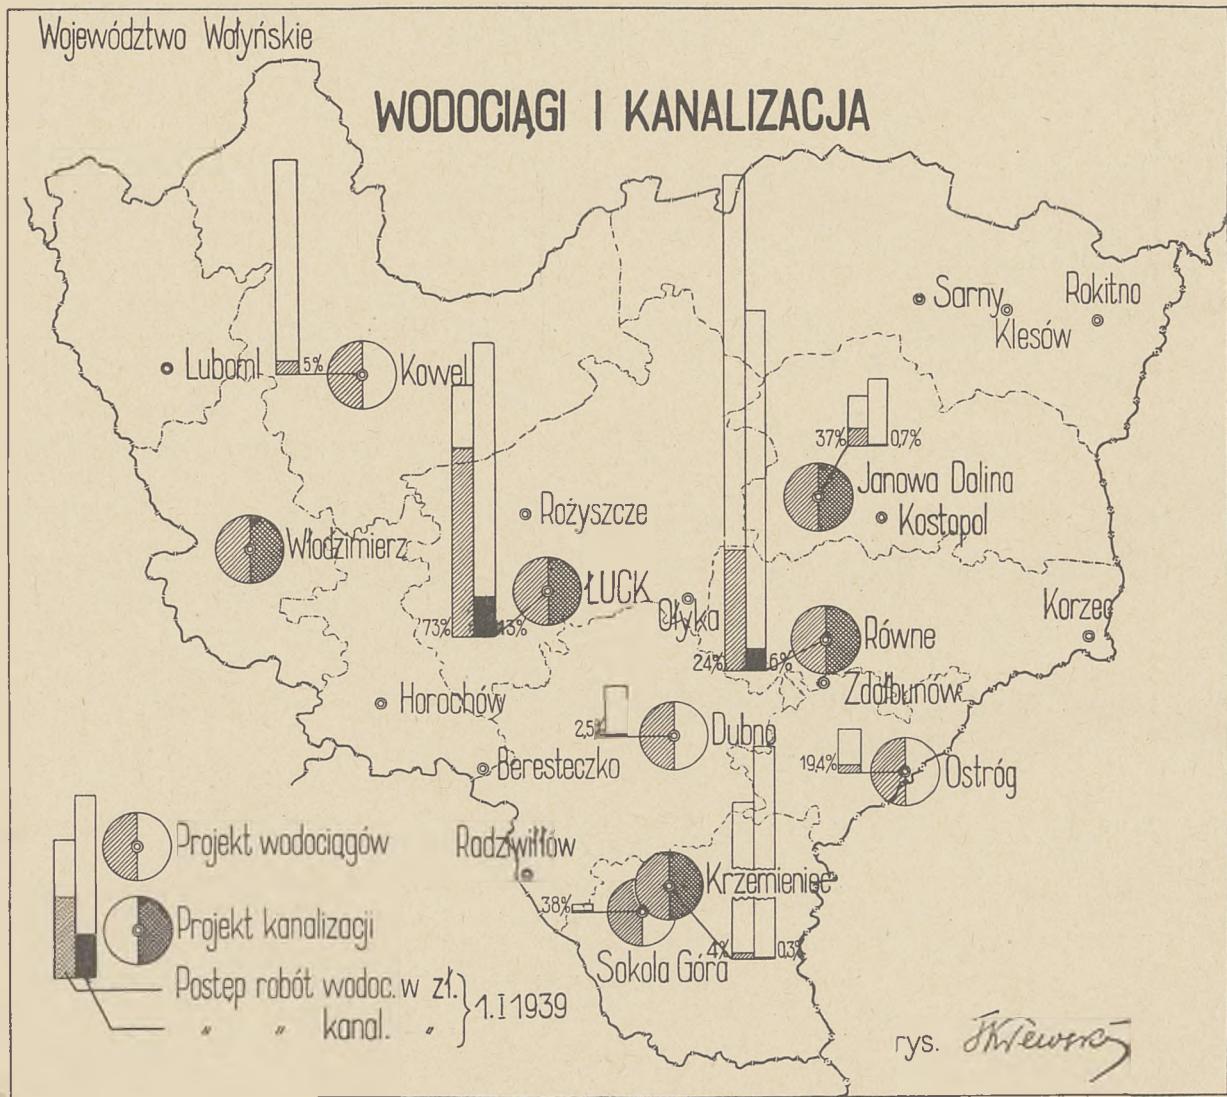 Województwo Wołyńskie
WODOCIĄGI I KANALIZACJA
Sarny
Rokitno
Klesów
Luboml
5%
Kowel
37%
0,7%
Janowa Dolina
Kostopol
Rożyszcze
Włodzimierz
ŁUCK
73%
13%
Ołyka
Korzec
Równe
24%
6%
Zdołbunów
Horochów
2,5%
Dubno
Beresteczko
19,4%
Ostróg
Projekt wodociągów
Radziwiłłów
Krzemieniec
38%
Projekt kanalizacji
4%
0,3%
Sokola Góra
Postęp robót wodoc. w zł.
„ „ kanal. „
1.I 1939
rys.